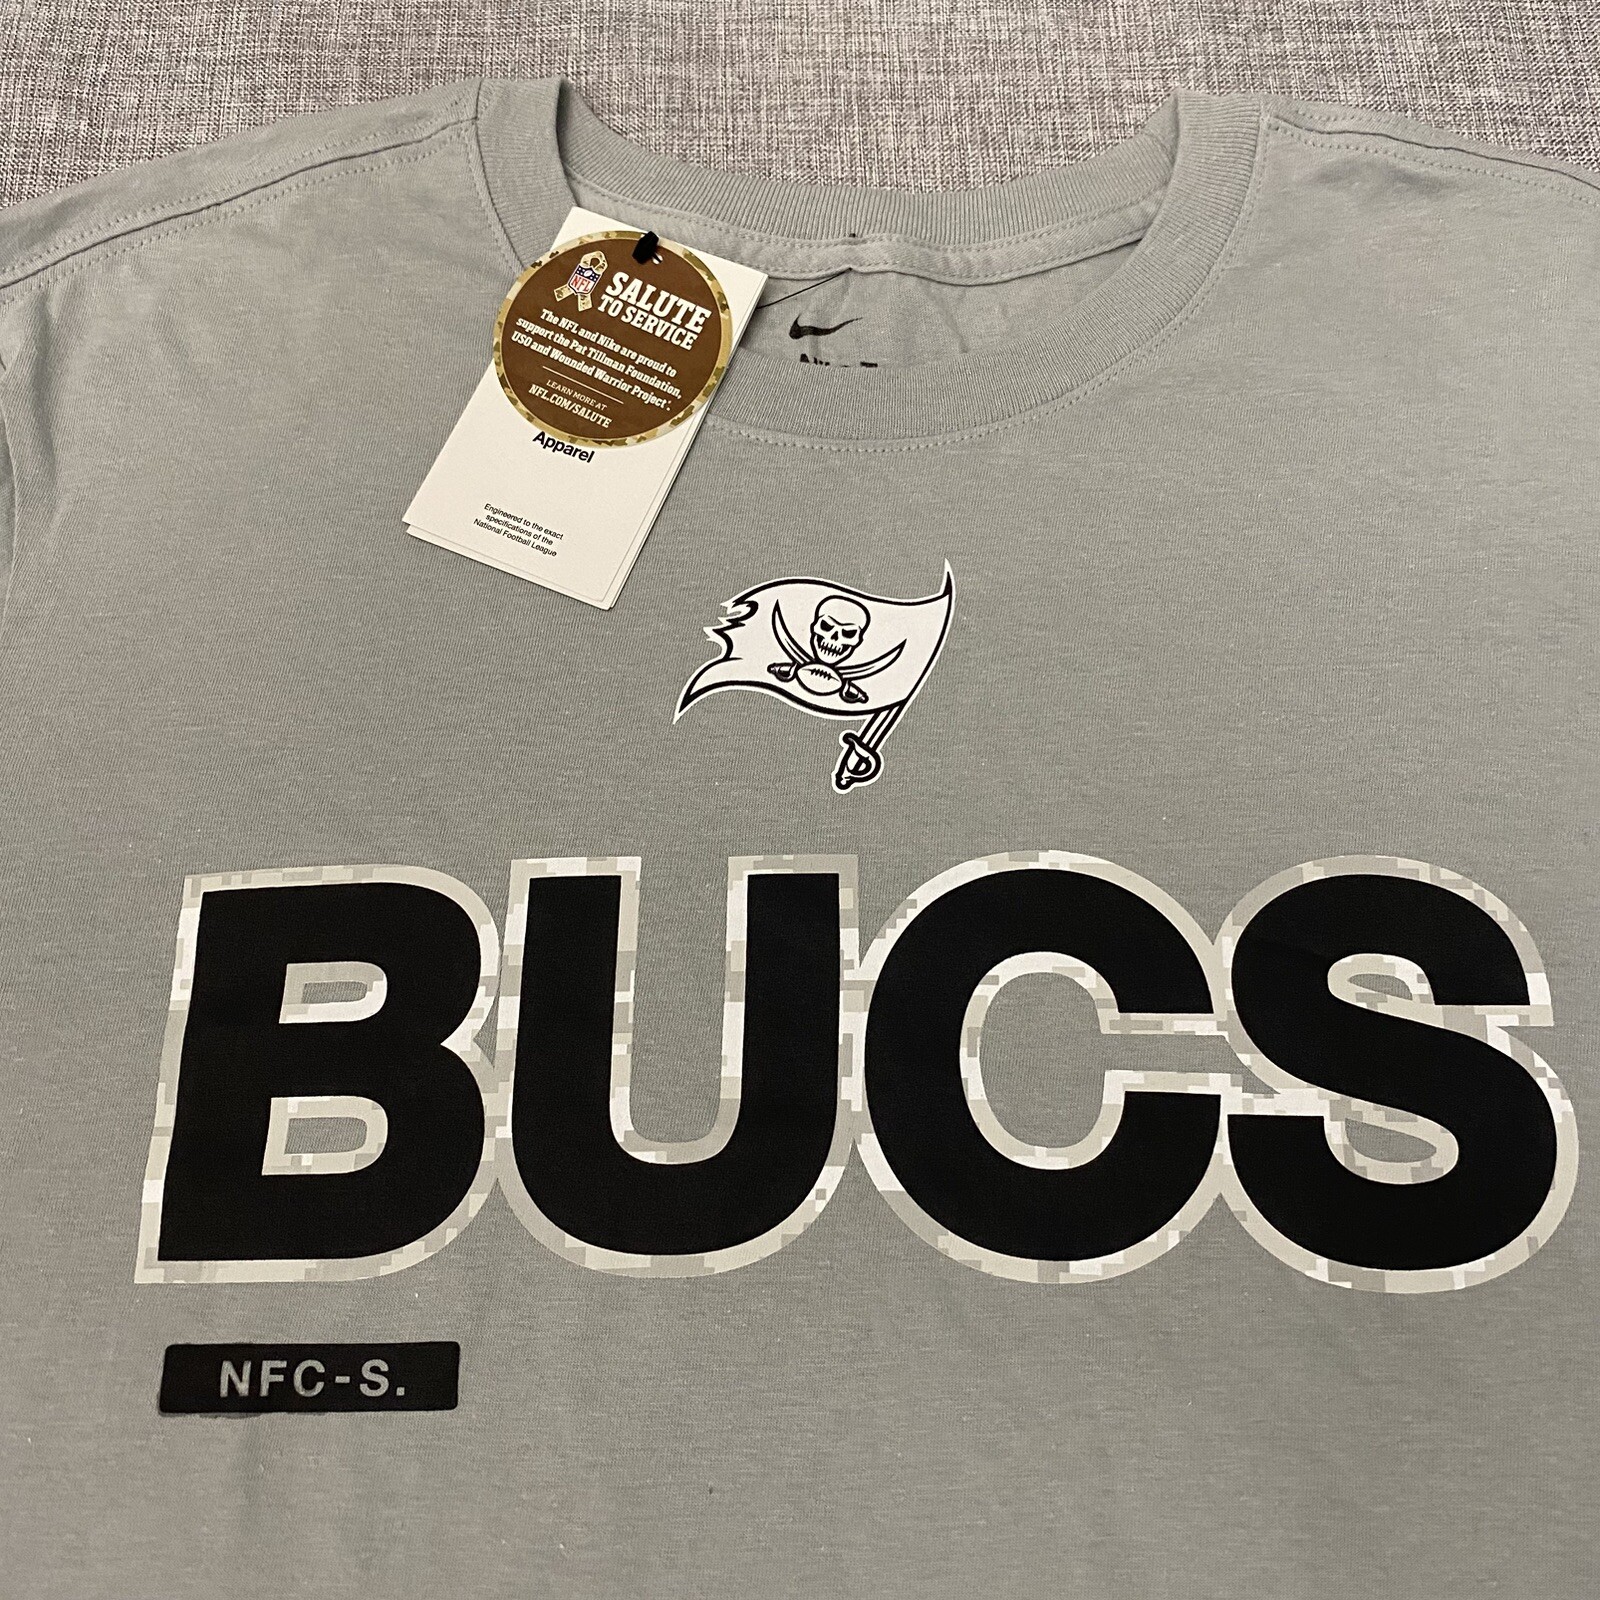 NFL
SALUTE
TO SERVICE
The NFL and Nike are proud to
support the Pat Tillman Foundation,
USO and Wounded Warrior Project®.
LEARN MORE AT
NFL.COM/SALUTE
Apparel
Engineered to the exact
specifications of the
National Football League
BUCS
NFC-S.